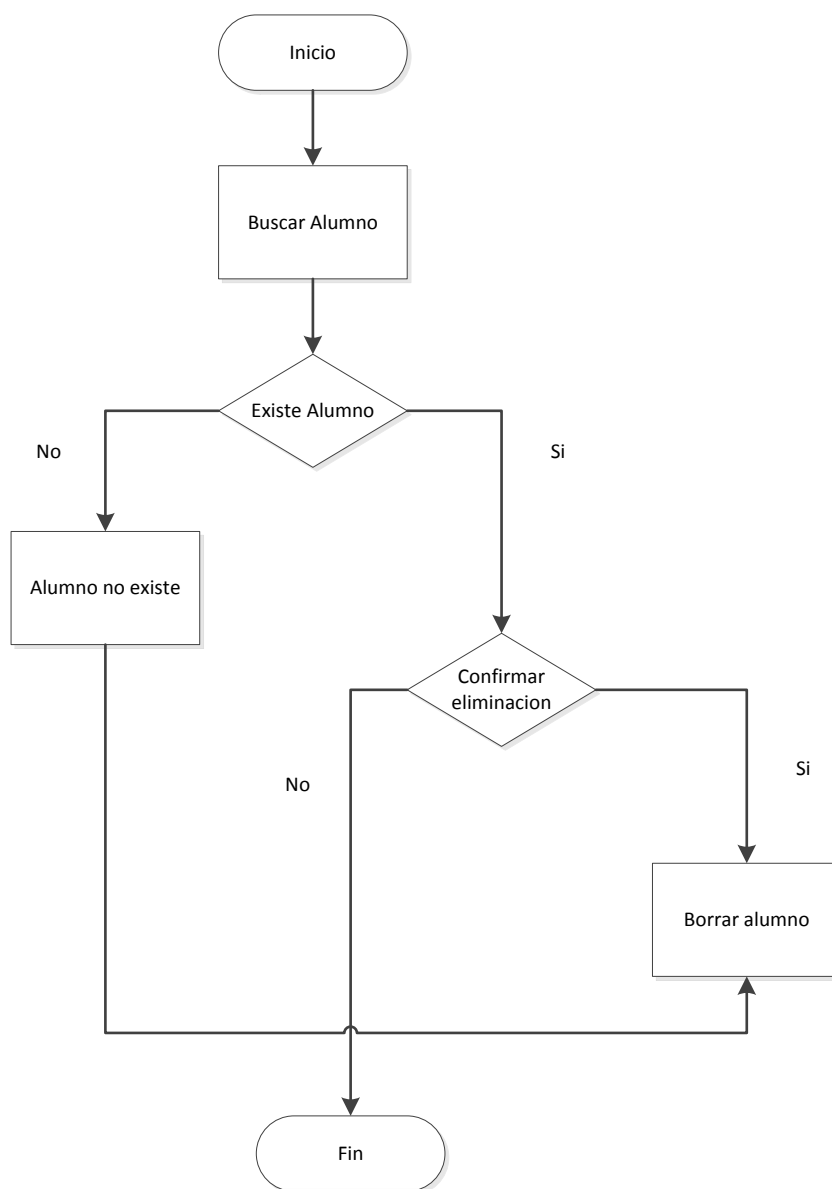 Inicio
Buscar Alumno
Existe Alumno
No
Si
Alumno no existe
Confirmar
eliminacion
No
Si
Borrar alumno
Fin